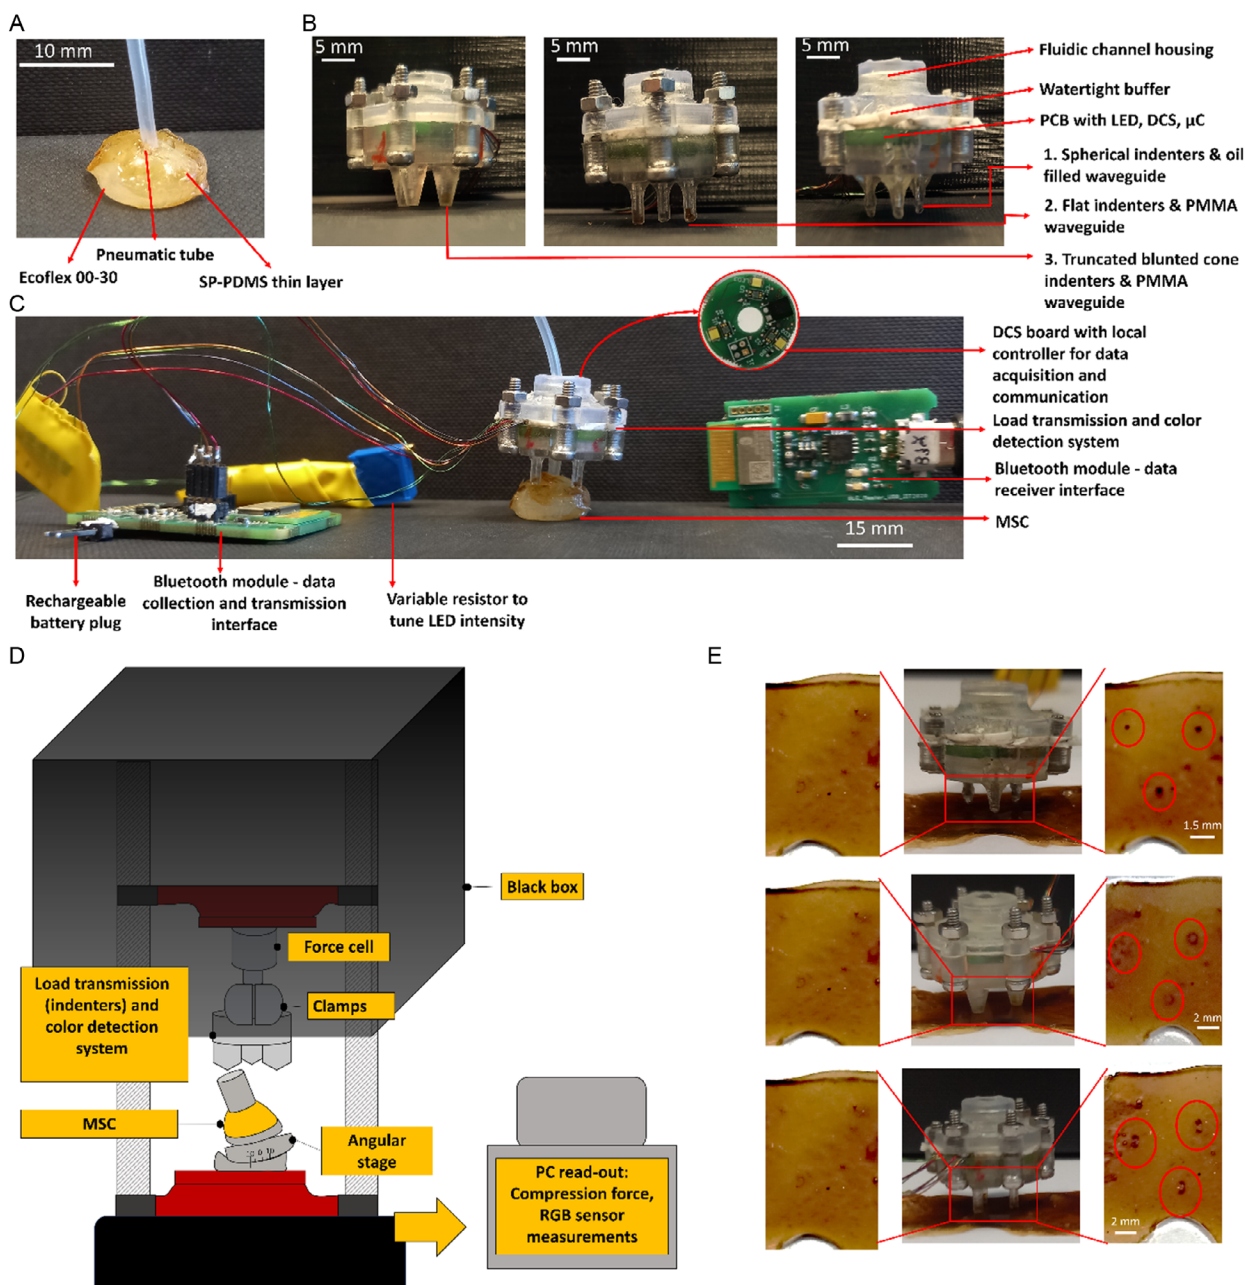 A
10 mm
Pneumatic tube
Ecoflex 00-30
SP-PDMS thin layer
B
5 mm
5 mm
5 mm
Fluidic channel housing
Watertight buffer
PCB with LED, DCS, µC
1. Spherical indenters & oil
filled waveguide
2. Flat indenters & PMMA
waveguide
3. Truncated blunted cone
indenters & PMMA
waveguide
C
DCS board with local
controller for data
acquisition and
communication
Load transmission and color
detection system
Bluetooth module - data
receiver interface
MSC
15 mm
Rechargeable
battery plug
Bluetooth module - data
collection and transmission
interface
Variable resistor to
tune LED intensity
D
Black box
Force cell
Clamps
Load transmission
(indenters) and
color detection
system
MSC
Angular
stage
10 0 10
PC read-out:
Compression force,
RGB sensor
measurements
E
1.5 mm
2 mm
2 mm